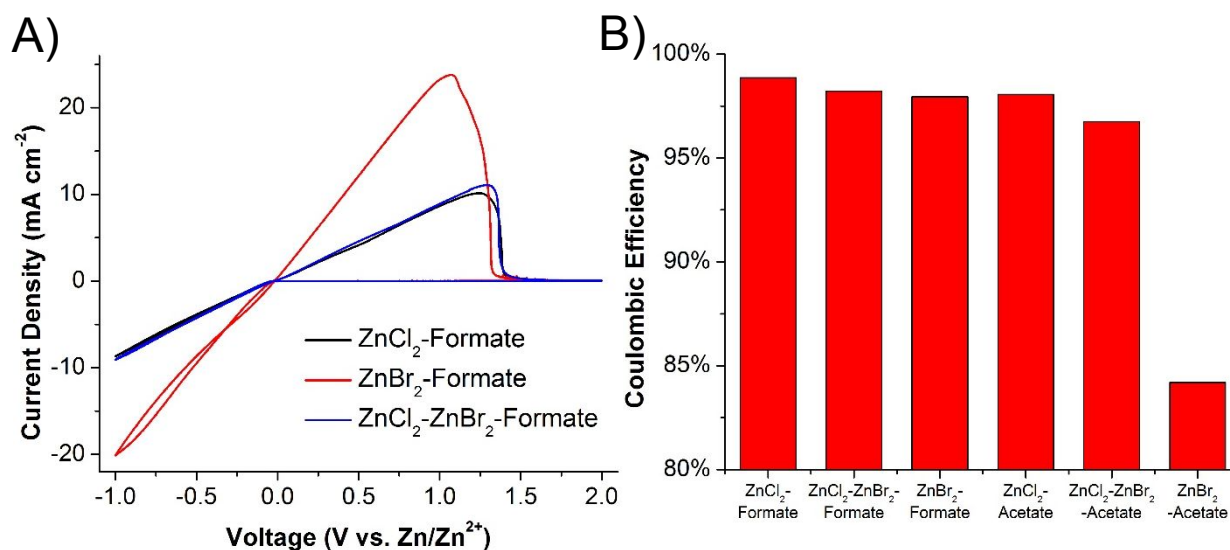 A)
Current Density (mA cm⁻²)
20
10
0
-10
-20
ZnCl₂-Formate
ZnBr₂-Formate
ZnCl₂-ZnBr₂-Formate
-1.0 -0.5 0.0 0.5 1.0 1.5 2.0
Voltage (V vs. Zn/Zn²⁺)
B)
Coulombic Efficiency
100%
95%
90%
85%
80%
ZnCl₂-
Formate
ZnCl₂-ZnBr₂-
Formate
ZnBr₂-
Formate
ZnCl₂-
Acetate
ZnCl₂-ZnBr₂
-Acetate
ZnBr₂
-Acetate